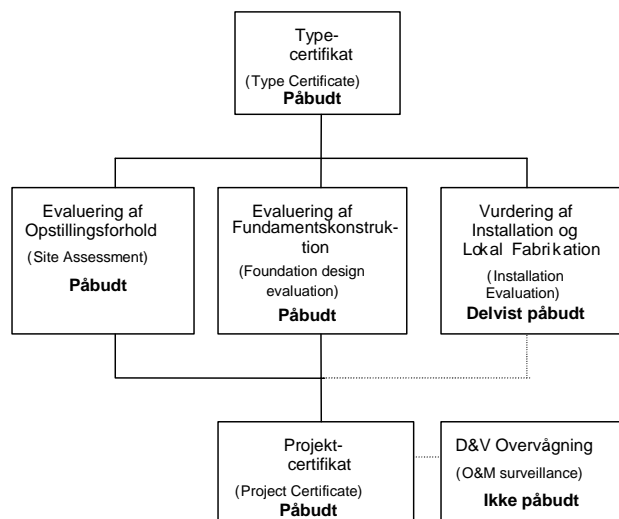 Type-
certifikat
(Type Certificate)
Påbudt
Evaluering af
Opstillingsforhold
(Site Assessment)
Påbudt
Evaluering af
Fundamentskonstruk-
tion
(Foundation design
evaluation)
Påbudt
Vurdering af
Installation og
Lokal Fabrikation
(Installation
Evaluation)
Delvist påbudt
Projekt-
certifikat
(Project Certificate)
Påbudt
D&V Overvågning
(O&M surveillance)
Ikke påbudt